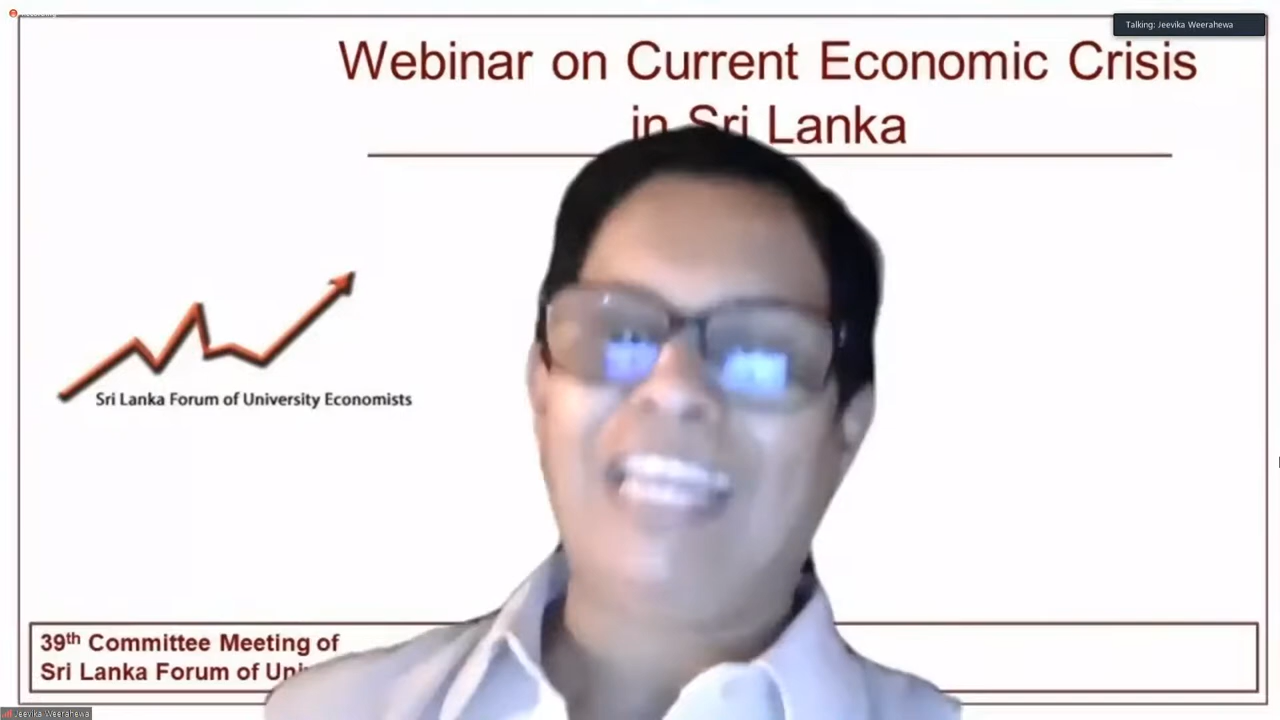 Talking: Jeevika Weerahewa
Webinar on Current Economic Crisis
in Sri Lanka
Sri Lanka Forum of University Economists
39th Committee Meeting of
Sri Lanka Forum of
Jeevika Weerahewa